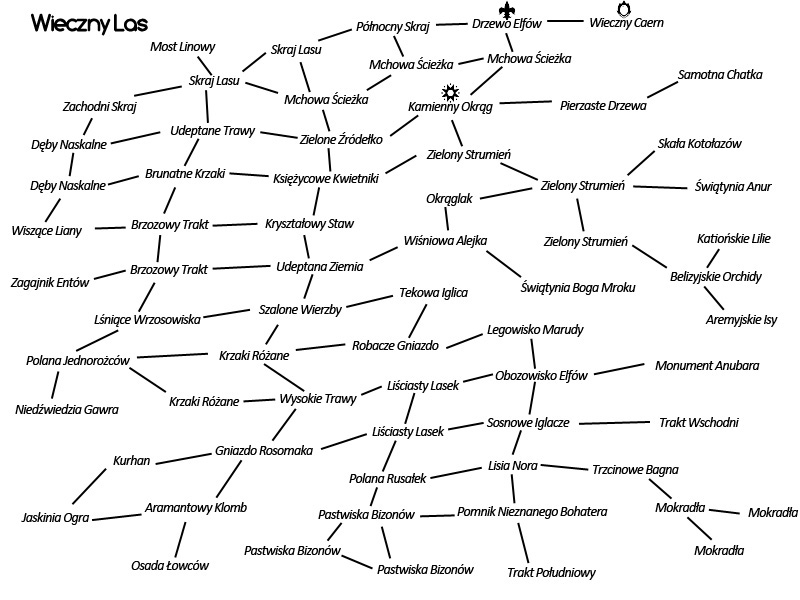 Wieczny Las
Północny Skraj
Drzewo Elfów
Wieczny Caern
Most Linowy
Skraj Lasu
Mchowa Ścieżka
Mchowa Ścieżka
Skraj Lasu
Samotna Chatka
Zachodni Skraj
Mchowa Ścieżka
Kamienny Okrąg
Pierzaste Drzewa
Dęby Naskalne
Udeptane Trawy
Zielone Źródełko
Zielony Strumień
Skała Kotołazów
Dęby Naskalne
Brunatne Krzaki
Księżycowe Kwietniki
Zielony Strumień
Świątynia Anur
Okrąglak
Wiszące Liany
Brzozowy Trakt
Kryształowy Staw
Wiśniowa Alejka
Zielony Strumień
Katiońskie Lilie
Zagajnik Entów
Brzozowy Trakt
Udeptana Ziemia
Świątynia Boga Mroku
Belizyjskie Orchidy
Tekowa Iglica
Lśniące Wrzosowiska
Szalone Wierzby
Aremyjskie Isy
Legowisko Marudy
Polana Jednorożców
Krzaki Różane
Robacze Gniazdo
Niedźwiedzia Gawra
Krzaki Różane
Wysokie Trawy
Liściasty Lasek
Obozowisko Elfów
Monument Anubara
Gniazdo Rosomaka
Liściasty Lasek
Sosnowe Iglacze
Trakt Wschodni
Kurhan
Polana Rusałek
Lisia Nora
Trzcinowe Bagna
Jaskinia Ogra
Aramantowy Klomb
Pastwiska Bizonów
Pomnik Nieznanego Bohatera
Mokradła
Mokradła
Osada Łowców
Pastwiska Bizonów
Pastwiska Bizonów
Trakt Południowy
Mokradła